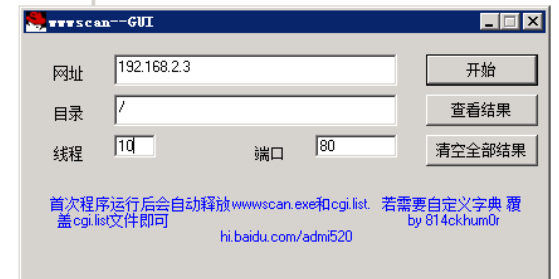 wwwscan--GUI
网址 192.168.2.3 开始
目录 / 查看结果
线程 10 端口 80 清空全部结果
首次程序运行后会自动释放wwwscan.exe和cgi.list. 若需要自定义字典 覆
盖cgi.list文件即可 by 814ckhum0r
hi.baidu.com/admi520